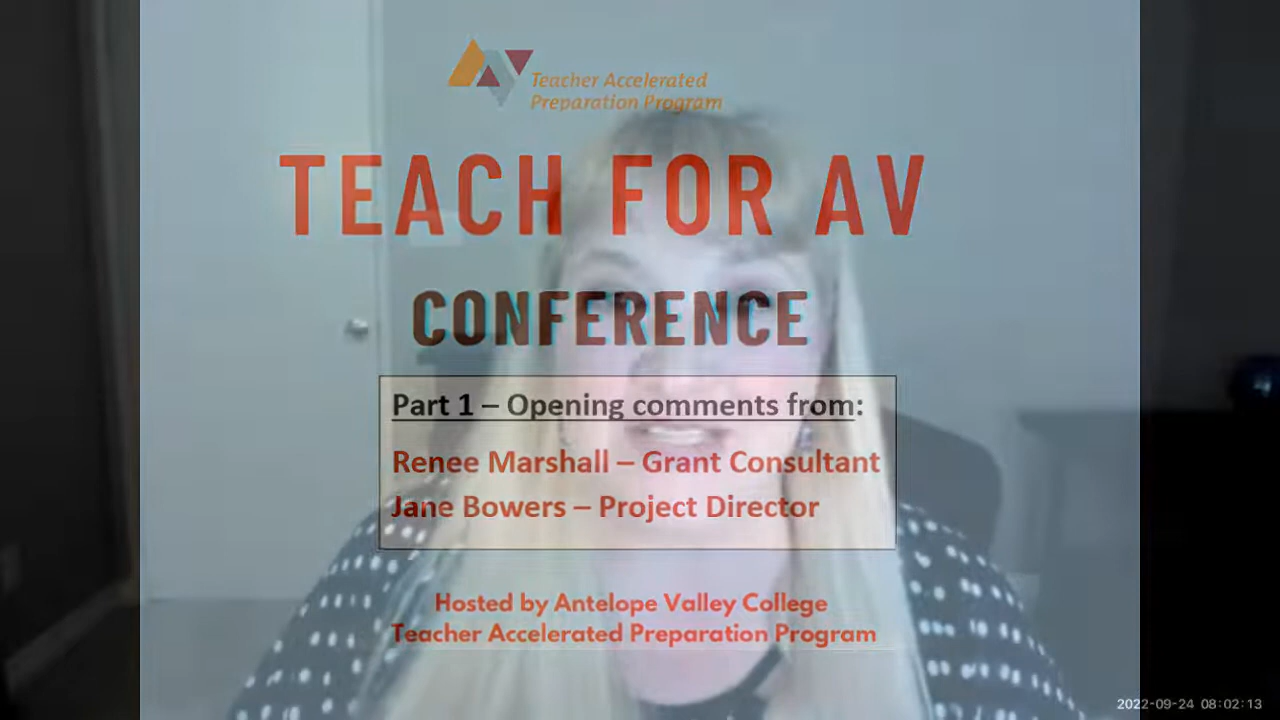 Teacher Accelerated
Preparation Program
TEACH FOR AV
CONFERENCE
Part 1 – Opening comments from:
Renee Marshall – Grant Consultant
Jane Bowers – Project Director
Hosted by Antelope Valley College
Teacher Accelerated Preparation Program
2022-09-24 08:02:13